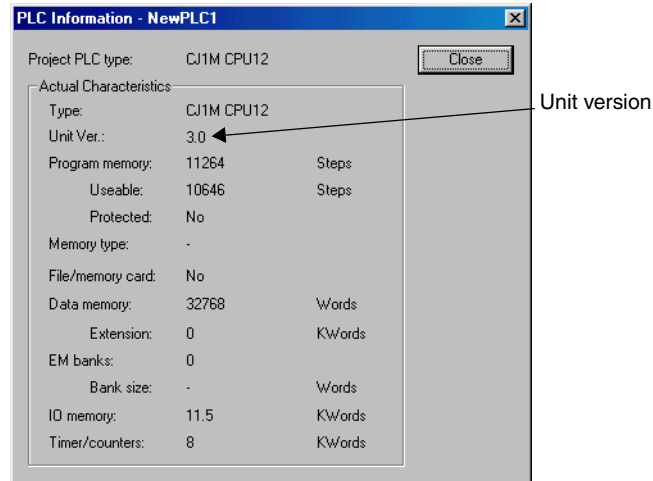 PLC Information - NewPLC1
Project PLC type: CJ1M CPU12 Close
Actual Characteristics
Type: CJ1M CPU12
Unit version
Unit Ver.: 3.0
Program memory: 11264 Steps
Useable: 10646 Steps
Protected: No
Memory type: -
File/memory card: No
Data memory: 32768 Words
Extension: 0 KWords
EM banks: 0
Bank size: - Words
IO memory: 11.5 KWords
Timer/counters: 8 KWords